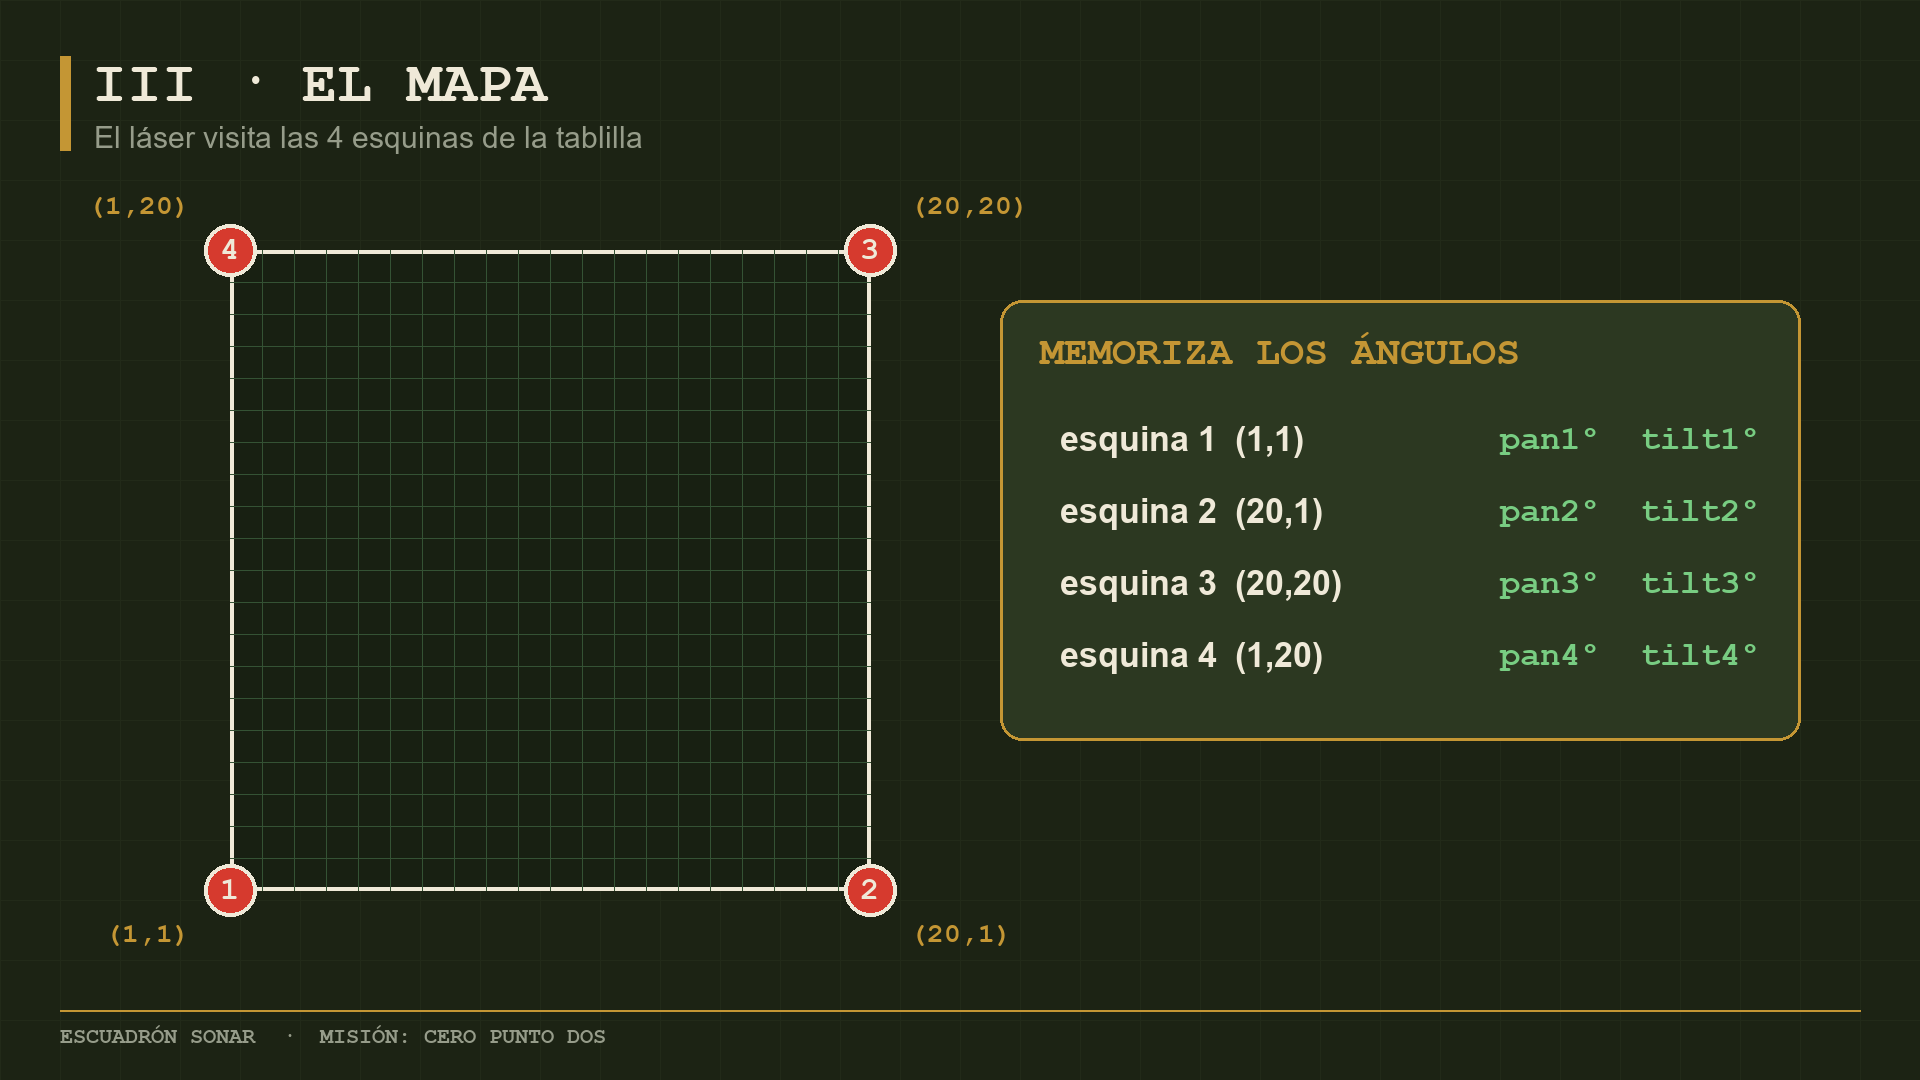 III · EL MAPA
El láser visita las 4 esquinas de la tablilla
(1,20)
(20,20)
4
3
1
2
(1,1)
(20,1)
MEMORIZA LOS ÁNGULOS
esquina 1 (1,1) pan1° tilt1°
esquina 2 (20,1) pan2° tilt2°
esquina 3 (20,20) pan3° tilt3°
esquina 4 (1,20) pan4° tilt4°
ESCUADRÓN SONAR · MISIÓN: CERO PUNTO DOS